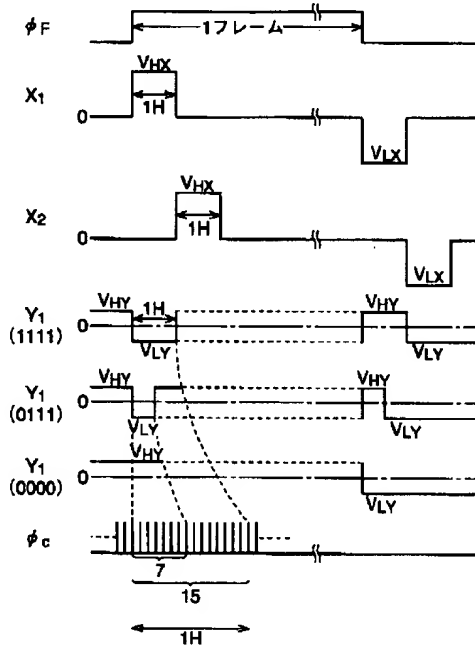 φF
1フレーム
X1
VHX
1H
0
VLX
X2
VHX
1H
0
VLX
Y1
(1111)
VHY
1H
0
VLY
VHY
VLY
Y1
(0111)
VHY
0
VLY
VHY
VLY
Y1
(0000)
VHY
0
VLY
φc
7
15
1H